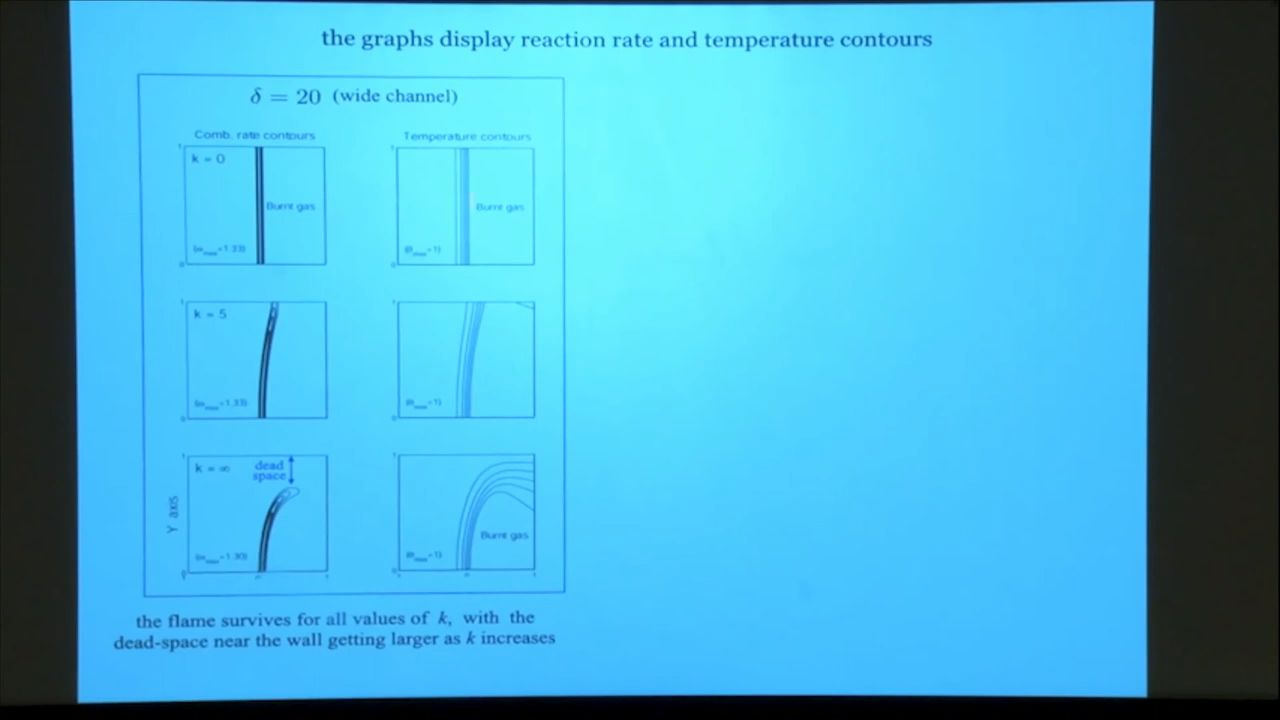 the graphs display reaction rate and temperature contours
δ = 20 (wide channel)
Comb. rate contours
Temperature contours
k = 0
Burnt gas
Burnt gas
k = 5
k = ∞
dead
space
Y axis
Burnt gas
the flame survives for all values of k, with the
dead-space near the wall getting larger as k increases